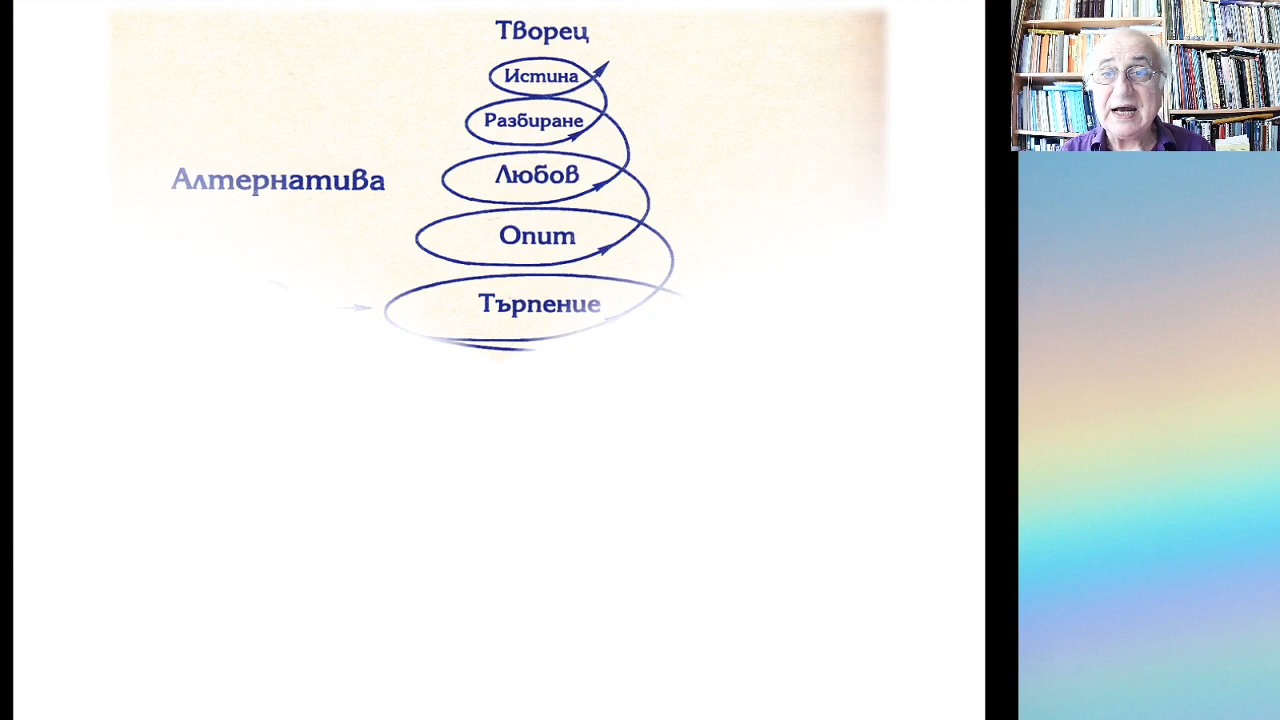 Творец
Истина
Разбиране
Любов
Алтернатива
Опит
Търпение